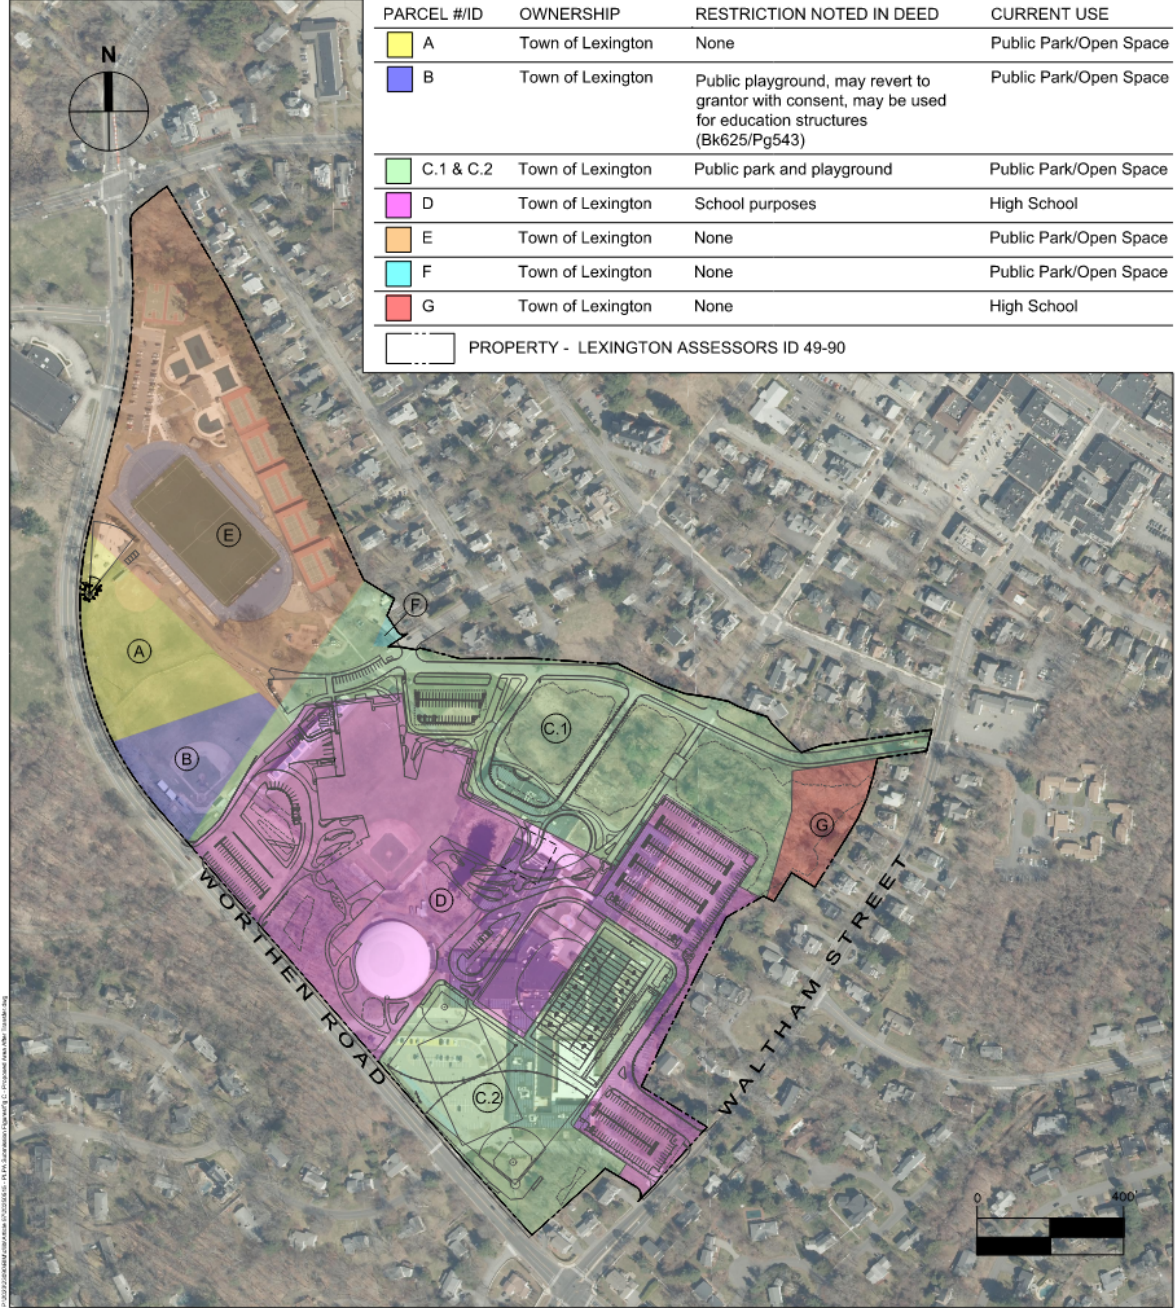 PARCEL #/ID OWNERSHIP RESTRICTION NOTED IN DEED CURRENT USE
A Town of Lexington None Public Park/Open Space
B Town of Lexington Public playground, may revert to Public Park/Open Space
grantor with consent, may be used
for education structures
(Bk625/Pg543)
C.1 & C.2 Town of Lexington Public park and playground Public Park/Open Space
D Town of Lexington School purposes High School
E Town of Lexington None Public Park/Open Space
F Town of Lexington None Public Park/Open Space
G Town of Lexington None High School
PROPERTY - LEXINGTON ASSESSORS ID 49-90
N
E
F
A
C.1
B
G
D
C.2
WORTHEN ROAD
WALTHAM STREET
0 400'